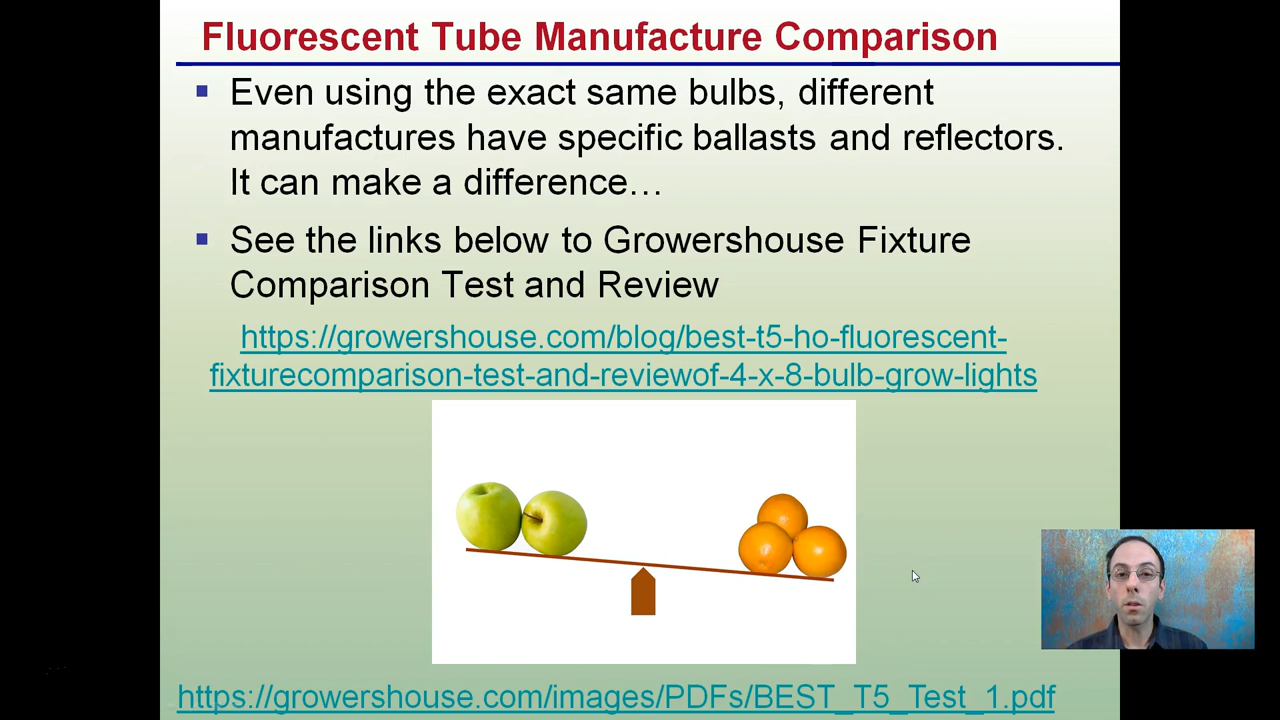 Fluorescent Tube Manufacture Comparison
Even using the exact same bulbs, different
manufactures have specific ballasts and reflectors.
It can make a difference…
See the links below to Growershouse Fixture
Comparison Test and Review
https://growershouse.com/blog/best-t5-ho-fluorescent-
fixturecomparison-test-and-reviewof-4-x-8-bulb-grow-lights
https://growershouse.com/images/PDFs/BEST_T5_Test_1.pdf